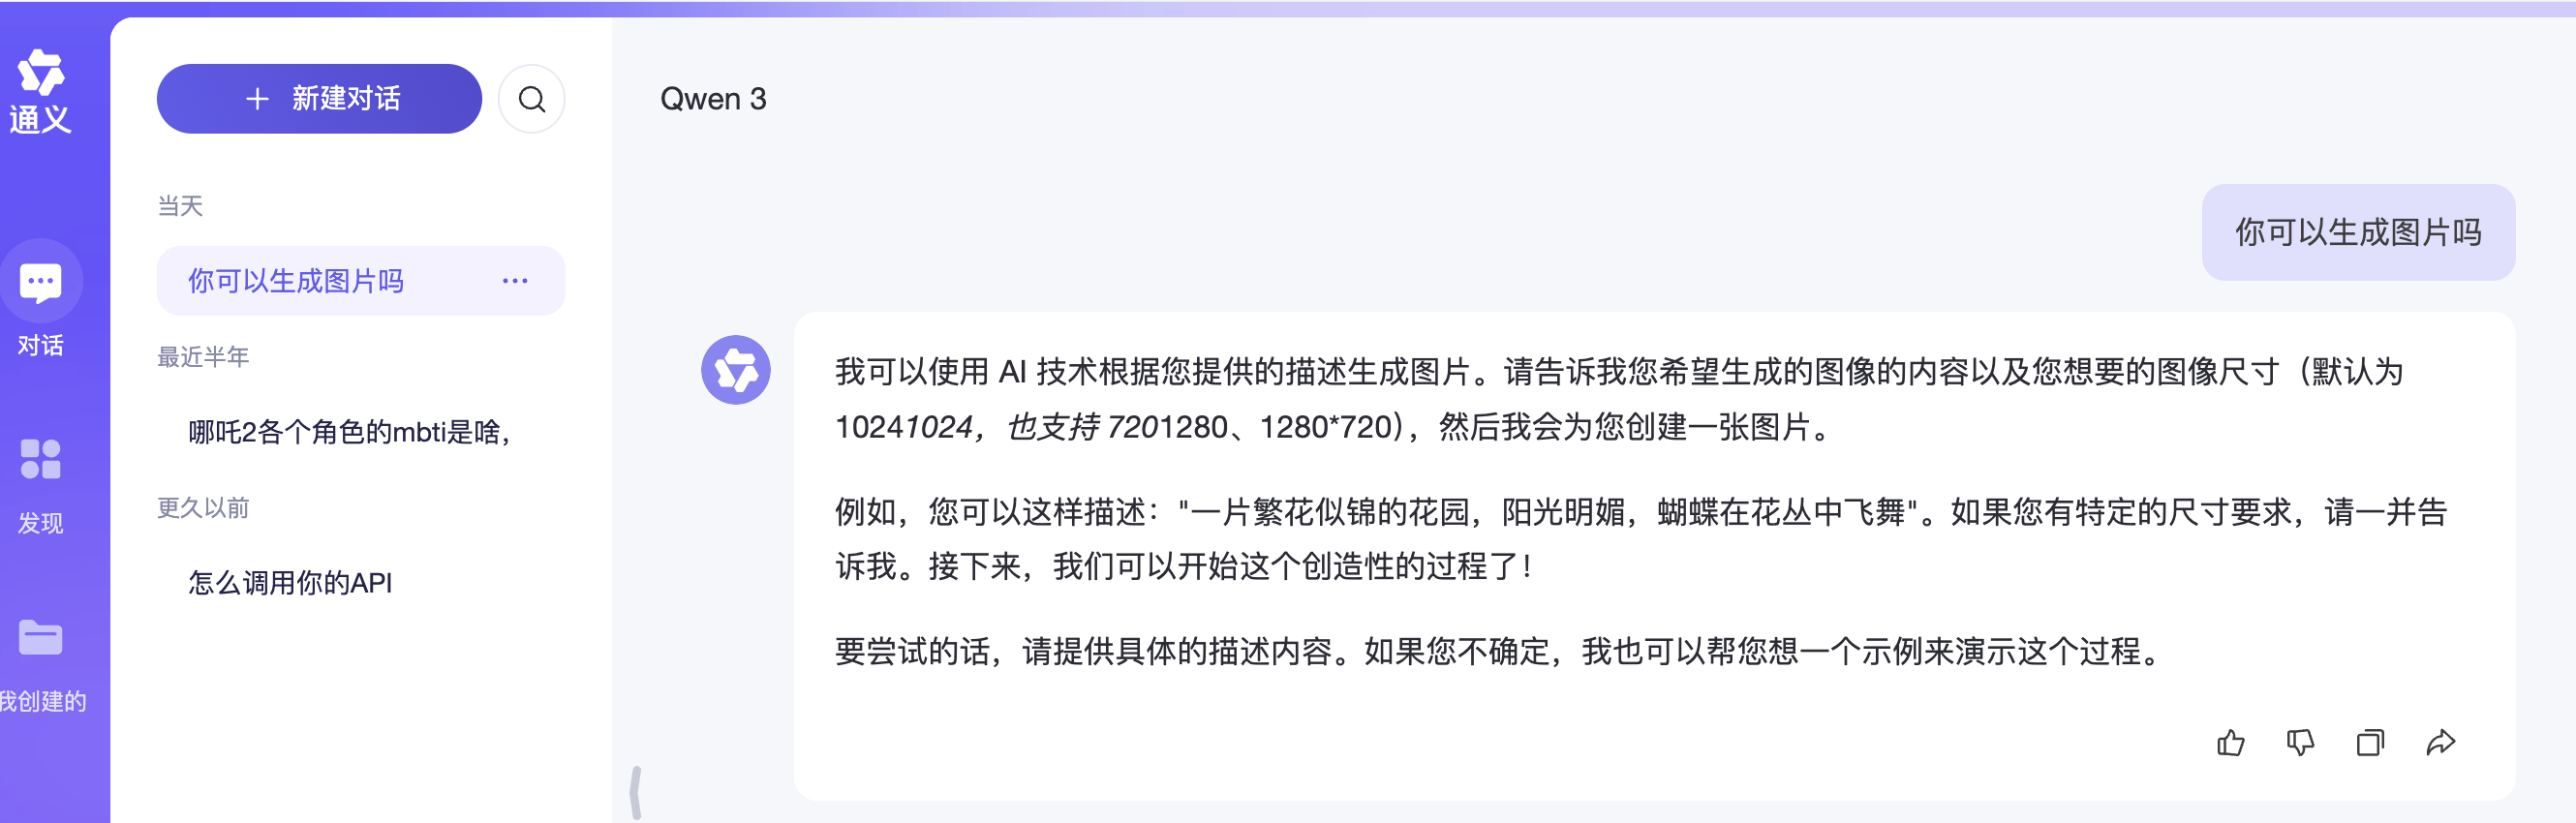 通义
对话
发现
我创建的
+ 新建对话
当天
你可以生成图片吗
最近半年
哪吒2各个角色的mbti是啥,
更久以前
怎么调用你的API
Qwen 3
你可以生成图片吗
我可以使用 AI 技术根据您提供的描述生成图片。请告诉我您希望生成的图像的内容以及您想要的图像尺寸（默认为
10241024，也支持 7201280、1280*720），然后我会为您创建一张图片。
例如，您可以这样描述："一片繁花似锦的花园，阳光明媚，蝴蝶在花丛中飞舞"。如果您有特定的尺寸要求，请一并告
诉我。接下来，我们可以开始这个创造性的过程了！
要尝试的话，请提供具体的描述内容。如果您不确定，我也可以帮您想一个示例来演示这个过程。